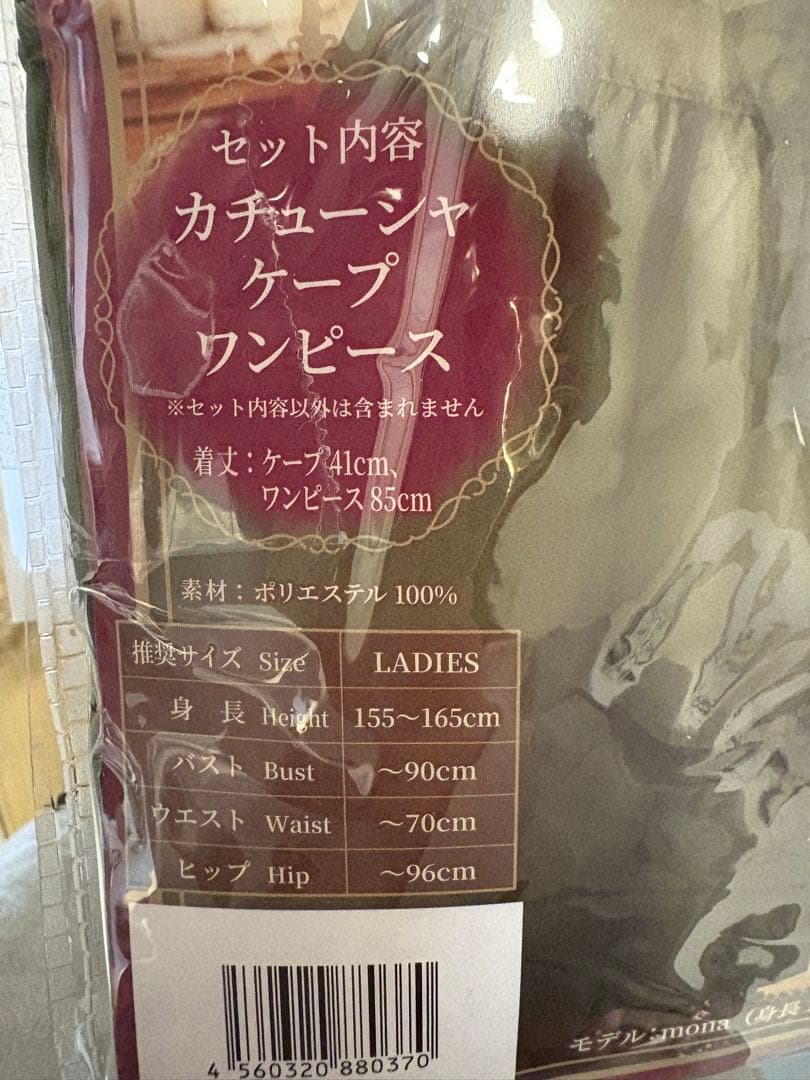 セット内容
カチューシャ
ケープ
ワンピース
※セット内容以外は含まれません
着丈:ケープ41cm、
ワンピース85cm
素材:ポリエステル 100%
推奨サイズ Size LADIES
身 長 Height 155〜165cm
バスト Bust 〜90cm
ウエスト Waist 〜70cm
ヒップ Hip 〜96cm
4 560320 880370
モデル:mona (身長